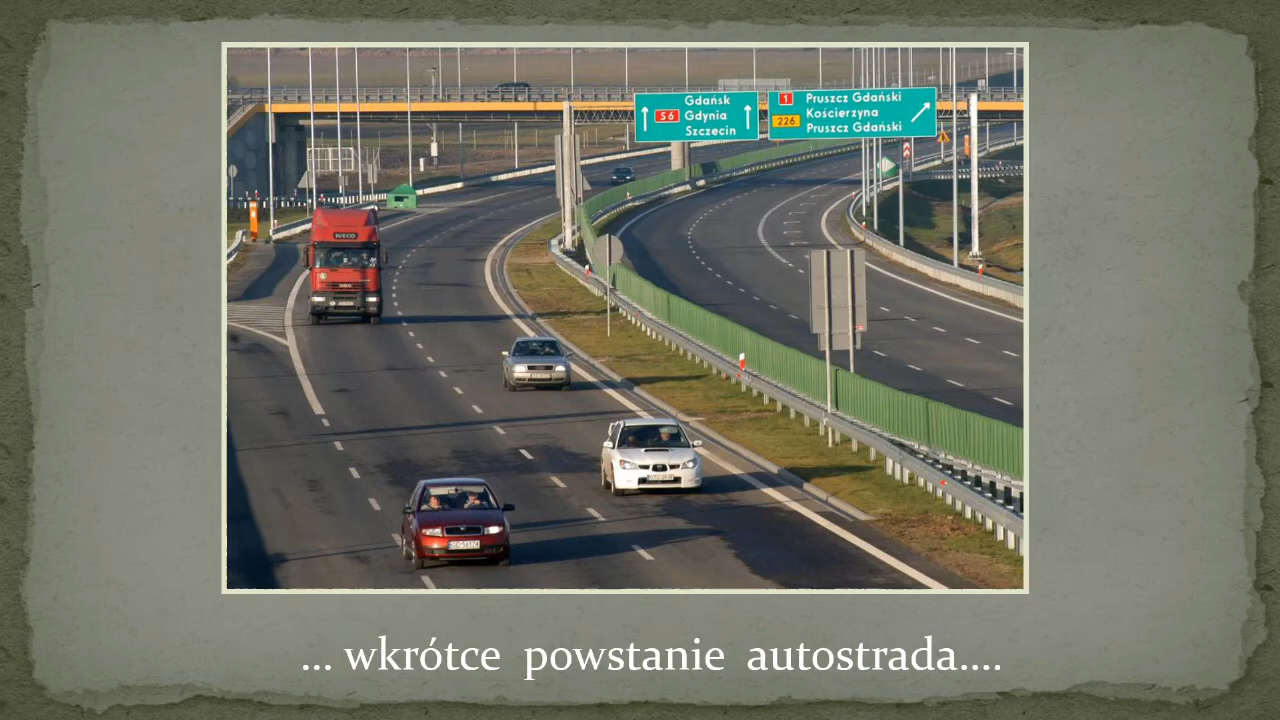 Gdańsk
S6 Gdynia
Szczecin
1 Pruszcz Gdański
Kościerzyna
226 Pruszcz Gdański
IVECO
... wkrótce powstanie autostrada....